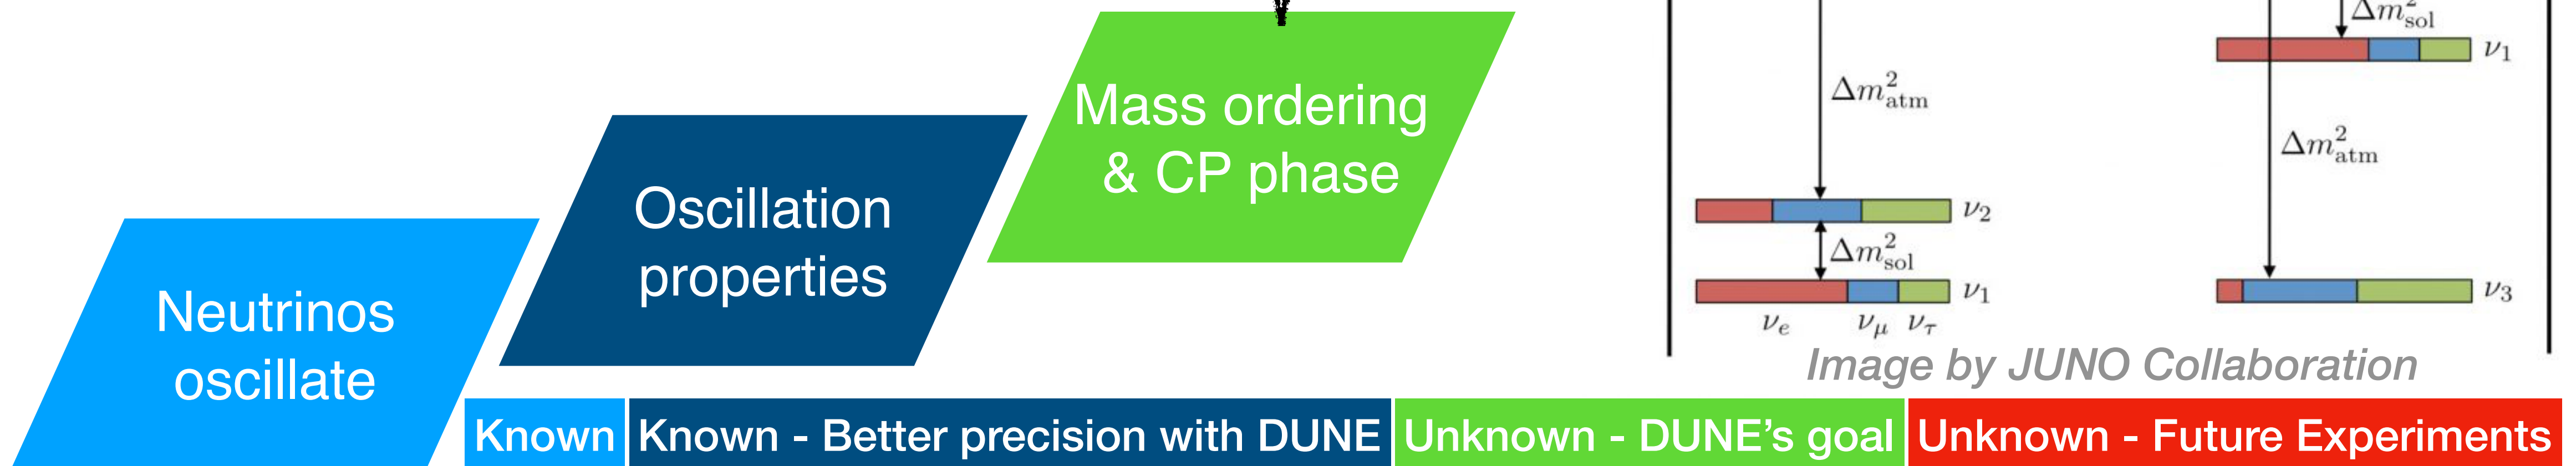 Neutrinos
oscillate
Oscillation
properties
Mass ordering
& CP phase
Δm²atm
ν2
Δm²sol
ν1
νe νμ ντ
Δm²sol
ν1
Δm²atm
ν3
Image by JUNO Collaboration
Known
Known - Better precision with DUNE
Unknown - DUNE’s goal
Unknown - Future Experiments